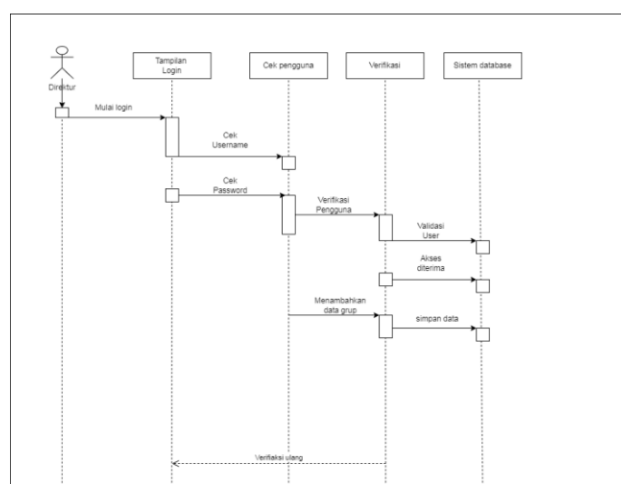 Tampilan
Login
Cek pengguna
Verifikasi
Sistem database
Direktur
Mulai login
Cek
Username
Cek
Password
Verifikasi
Pengguna
Validasi
User
Akses
diterima
Menambahkan
data grup
simpan data
Verifiaksi ulang